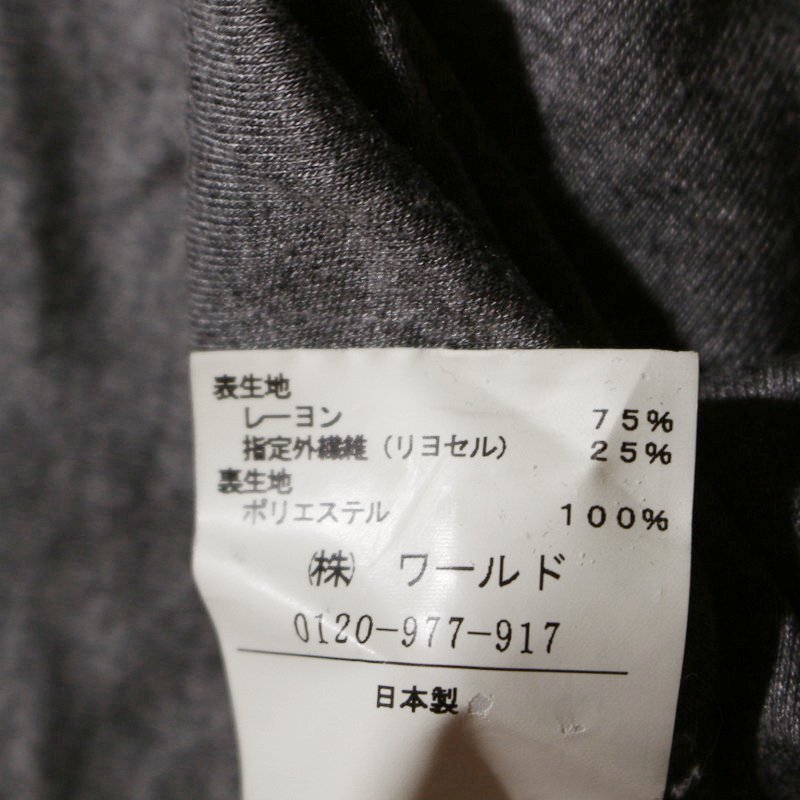 表生地
レーヨン 75%
指定外繊維(リヨセル) 25%
裏生地
ポリエステル 100%
㈱ ワールド
0120-977-917
日本製